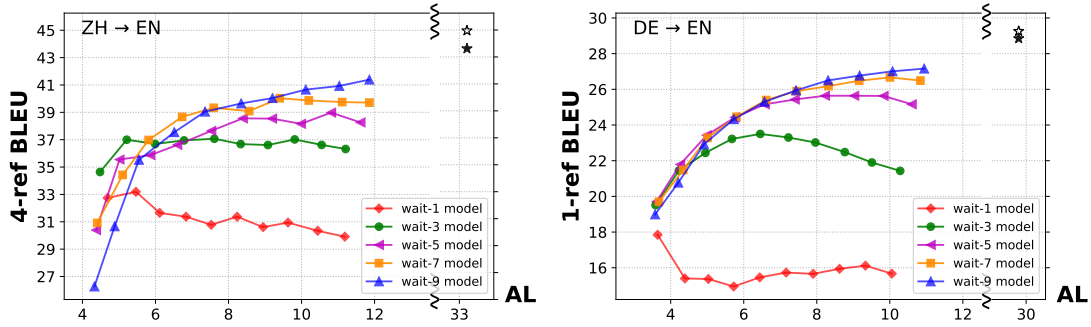 ZH → EN
4-ref BLEU
45
43
41
39
37
35
33
31
29
27
wait-1 model
wait-3 model
wait-5 model
wait-7 model
wait-9 model
4
6
8
10
12
33
AL
DE → EN
1-ref BLEU
30
28
26
24
22
20
18
16
wait-1 model
wait-3 model
wait-5 model
wait-7 model
wait-9 model
4
6
8
10
12
30
AL